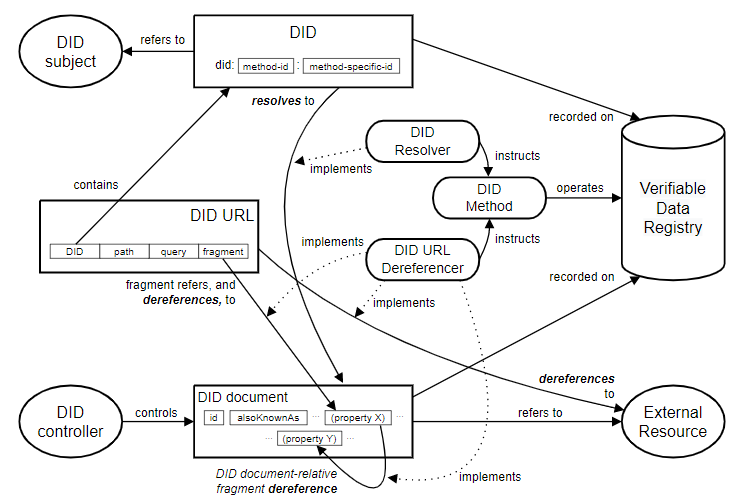 DID
subject
refers to
DID
did: method-id : method-specific-id
resolves to
recorded on
DID
Resolver
implements
instructs
contains
DID
Method
operates
Verifiable
Data
Registry
DID URL
DID path query fragment
implements
DID URL
Dereferencer
instructs
recorded on
fragment refers, and
dereferences, to
implements
dereferences
to
DID
controller
controls
DID document
id alsoKnownAs ... (property X) ...
... (property Y) ...
refers to
External
Resource
DID document-relative
fragment dereference
implements